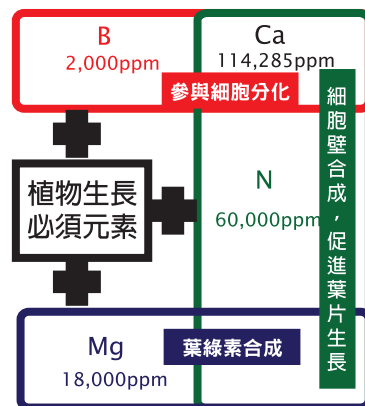 B
2,000ppm
Ca
114,285ppm
參與細胞分化
植物生長
必須元素
N
60,000ppm
細胞壁合成，促進葉片生長
Mg
18,000ppm
葉綠素合成